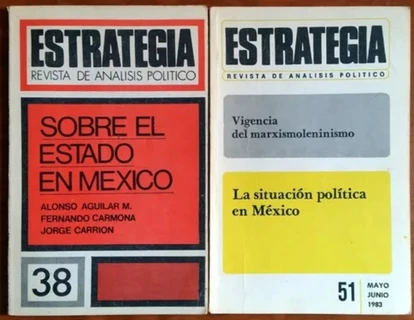 ESTRATEGIA
REVISTA DE ANALISIS POLITICO
SOBRE EL
ESTADO
EN MEXICO
ALONSO AGUILAR M.
FERNANDO CARMONA
JORGE CARRION
38
ESTRATEGIA
REVISTA DE ANALISIS POLITICO
Vigencia
del marxismoleninismo
La situación política
en México
51
MAYO
JUNIO
1983